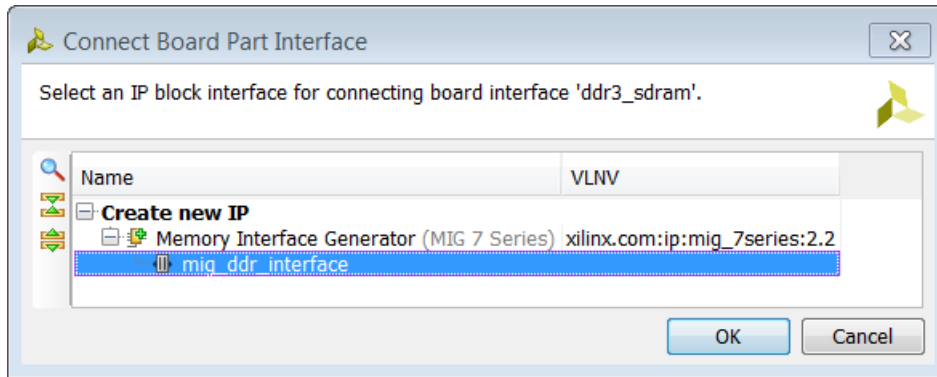 Connect Board Part Interface
Select an IP block interface for connecting board interface 'ddr3_sdram'.
Name VLNV
Create new IP
Memory Interface Generator (MIG 7 Series) xilinx.com:ip:mig_7series:2.2
mig_ddr_interface
OK Cancel